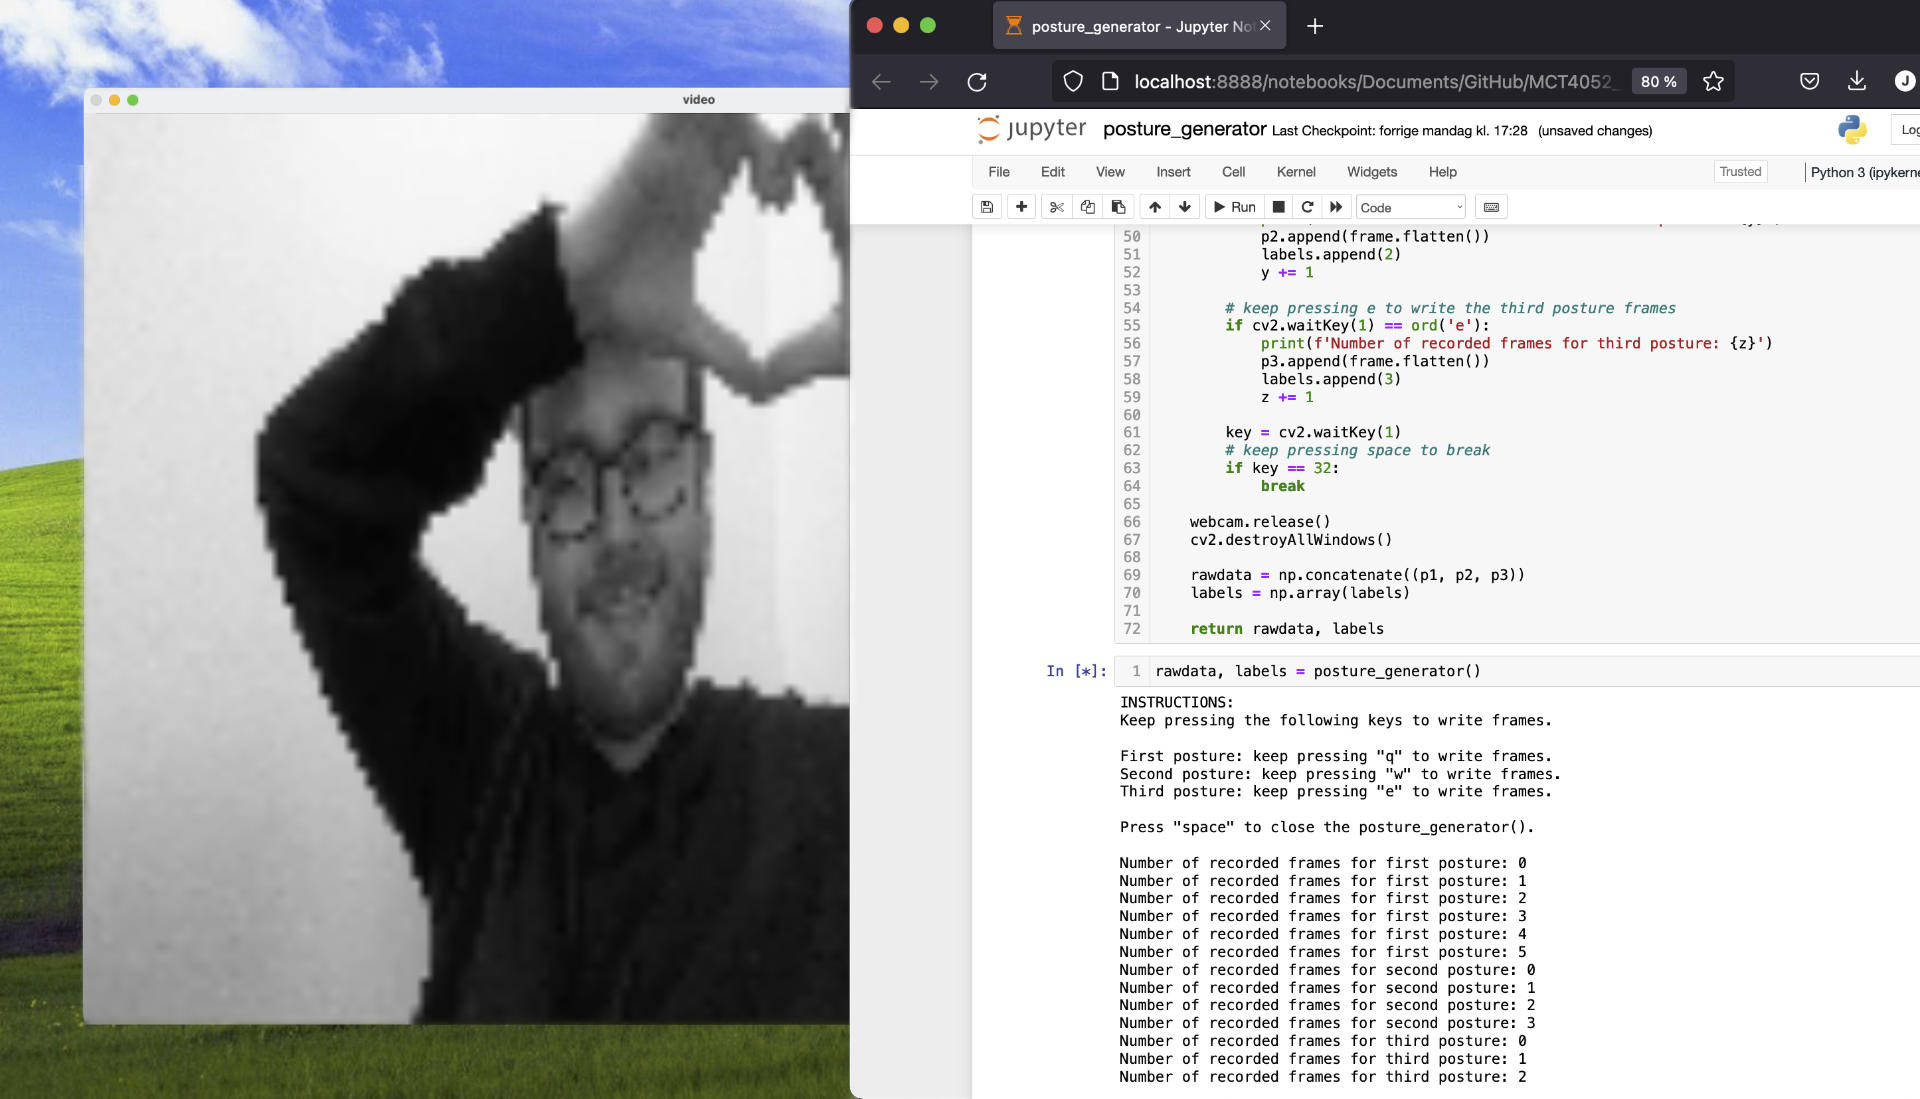 video
posture_generator - Jupyter No
localhost:8888/notebooks/Documents/GitHub/MCT4052_
80 %
J
jupyter posture_generator Last Checkpoint: forrige mandag kl. 17:28 (unsaved changes)
File Edit View Insert Cell Kernel Widgets Help
Trusted
Python 3 (ipykerne
Run
Code
50 p2.append(frame.flatten())
51 labels.append(2)
52 y += 1
53
54 # keep pressing e to write the third posture frames
55 if cv2.waitKey(1) == ord('e'):
56 print(f'Number of recorded frames for third posture: {z}')
57 p3.append(frame.flatten())
58 labels.append(3)
59 z += 1
60
61 key = cv2.waitKey(1)
62 # keep pressing space to break
63 if key == 32:
64 break
65
66 webcam.release()
67 cv2.destroyAllWindows()
68
69 rawdata = np.concatenate((p1, p2, p3))
70 labels = np.array(labels)
71
72 return rawdata, labels
In [*]: 1 rawdata, labels = posture_generator()
INSTRUCTIONS:
Keep pressing the following keys to write frames.
First posture: keep pressing "q" to write frames.
Second posture: keep pressing "w" to write frames.
Third posture: keep pressing "e" to write frames.
Press "space" to close the posture_generator().
Number of recorded frames for first posture: 0
Number of recorded frames for first posture: 1
Number of recorded frames for first posture: 2
Number of recorded frames for first posture: 3
Number of recorded frames for first posture: 4
Number of recorded frames for first posture: 5
Number of recorded frames for second posture: 0
Number of recorded frames for second posture: 1
Number of recorded frames for second posture: 2
Number of recorded frames for second posture: 3
Number of recorded frames for third posture: 0
Number of recorded frames for third posture: 1
Number of recorded frames for third posture: 2